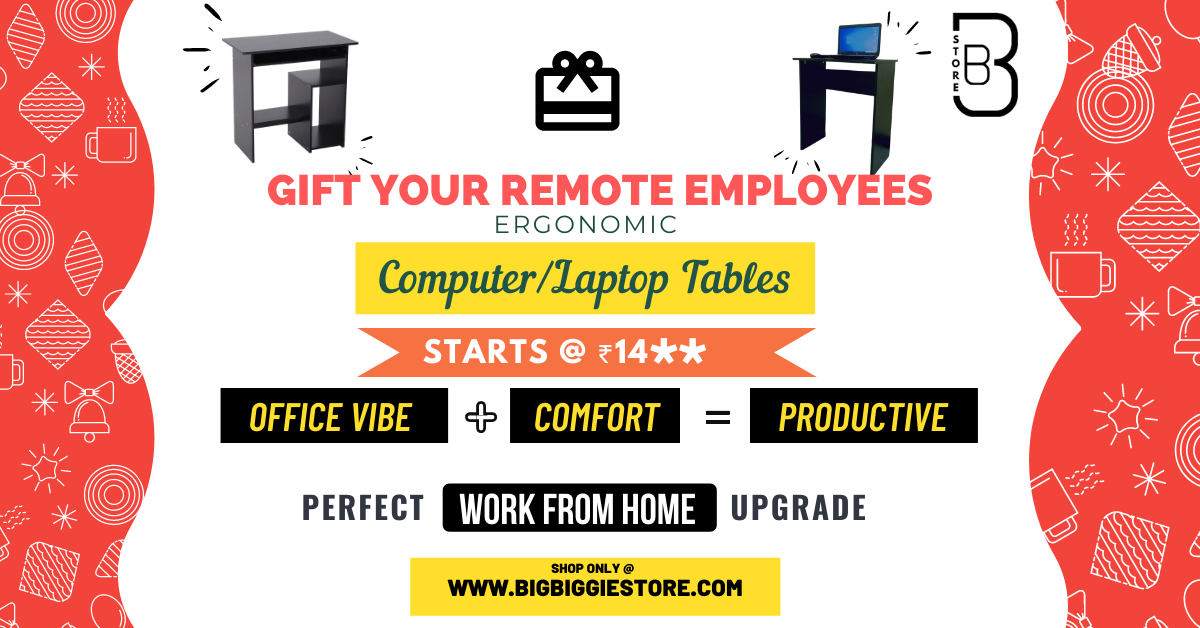 STORE
B
B
GIFT YOUR REMOTE EMPLOYEES
ERGONOMIC
Computer/Laptop Tables
STARTS @ ₹14**
OFFICE VIBE + COMFORT = PRODUCTIVE
PERFECT WORK FROM HOME UPGRADE
SHOP ONLY @
WWW.BIGBIGGIESTORE.COM